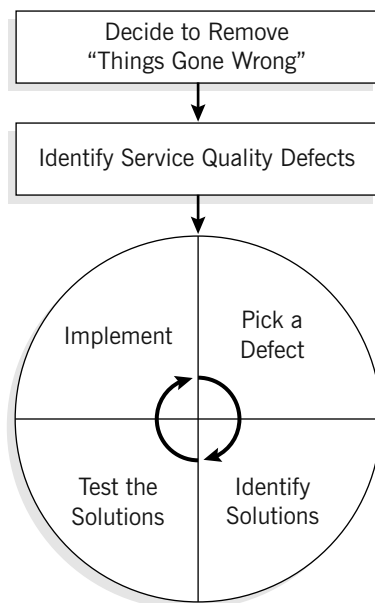 Decide to Remove
“Things Gone Wrong”
Identify Service Quality Defects
Implement
Pick a
Defect
Test the
Solutions
Identify
Solutions